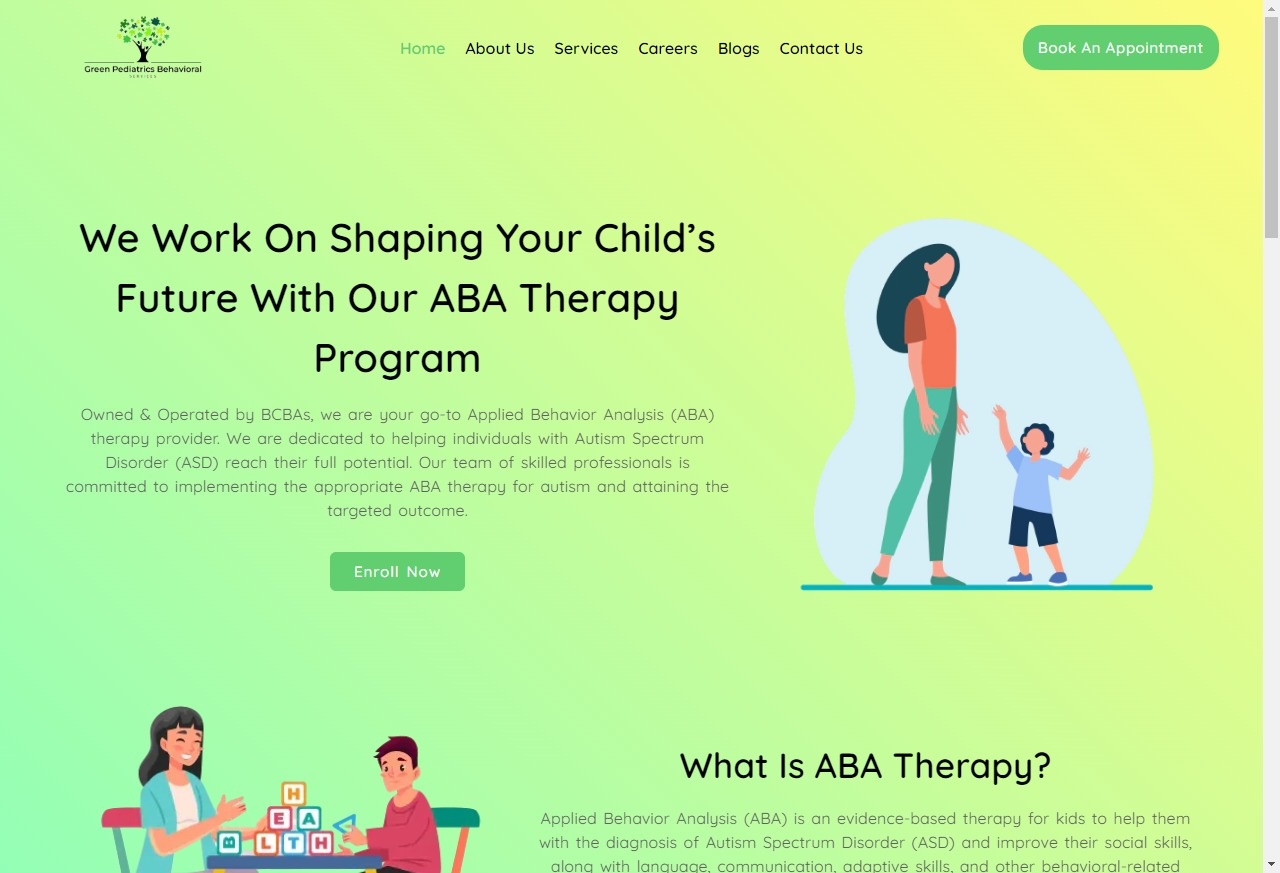 Green Pediatrics Behavioral
SERVICES
Home About Us Services Careers Blogs Contact Us
Book An Appointment
We Work On Shaping Your Child’s
Future With Our ABA Therapy
Program
Owned & Operated by BCBAs, we are your go-to Applied Behavior Analysis (ABA)
therapy provider. We are dedicated to helping individuals with Autism Spectrum
Disorder (ASD) reach their full potential. Our team of skilled professionals is
committed to implementing the appropriate ABA therapy for autism and attaining the
targeted outcome.
Enroll Now
H
E A
B L T H
What Is ABA Therapy?
Applied Behavior Analysis (ABA) is an evidence-based therapy for kids to help them
with the diagnosis of Autism Spectrum Disorder (ASD) and improve their social skills,
along with language, communication, adaptive skills, and other behavioral-related